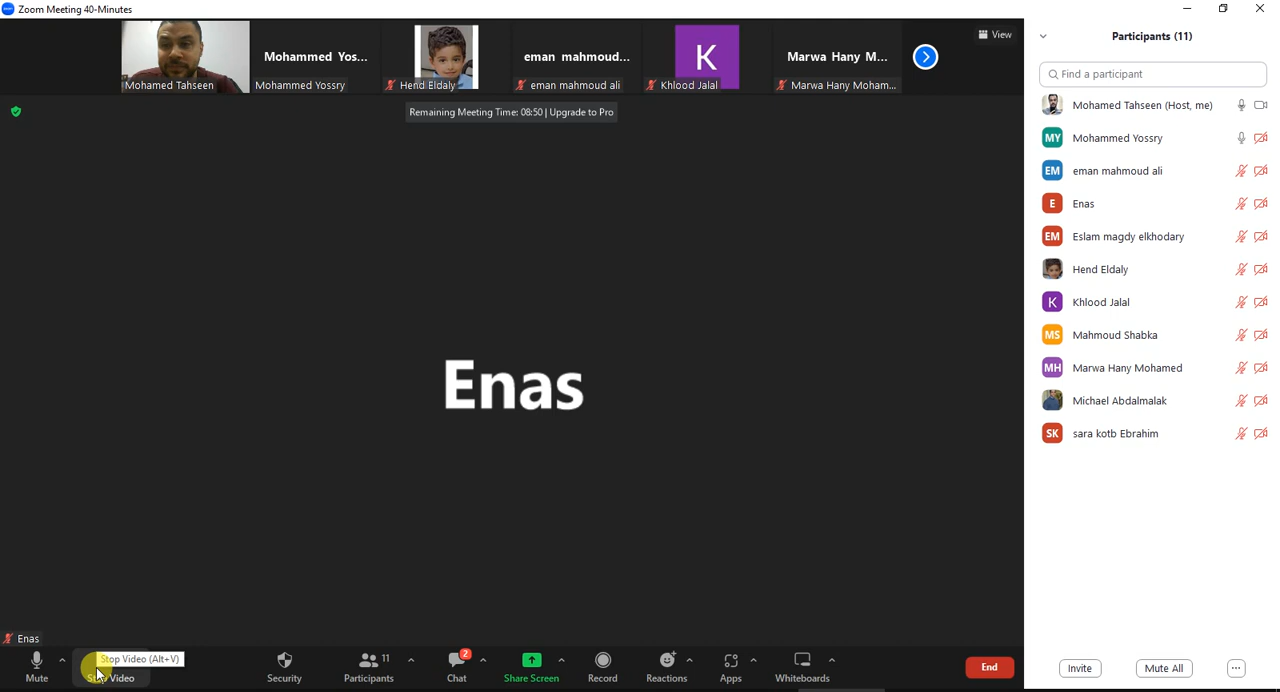 Zoom Meeting 40-Minutes
Mohamed Tahseen
Mohammed Yos...
Mohammed Yossry
Hend Eldaly
eman mahmoud...
eman mahmoud ali
K
Khlood Jalal
Marwa Hany M...
Marwa Hany Moham...
View
Remaining Meeting Time: 08:50 | Upgrade to Pro
Enas
Enas
Mute
Stop Video (Alt+V)
Stop Video
Security
11
Participants
2
Chat
Share Screen
Record
Reactions
Apps
Whiteboards
End
Participants (11)
Find a participant
Mohamed Tahseen (Host, me)
MY Mohammed Yossry
EM eman mahmoud ali
E Enas
EM Eslam magdy elkhodary
Hend Eldaly
K Khlood Jalal
MS Mahmoud Shabka
MH Marwa Hany Mohamed
Michael Abdalmalak
SK sara kotb Ebrahim
Invite
Mute All